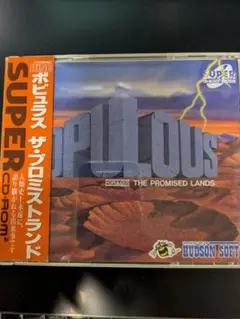 ポピュラス ザ・プロミストランド
SUPER
CD-ROM²
SUPER
OPULOUS
THE PROMISED LANDS
HUDSON SOFT